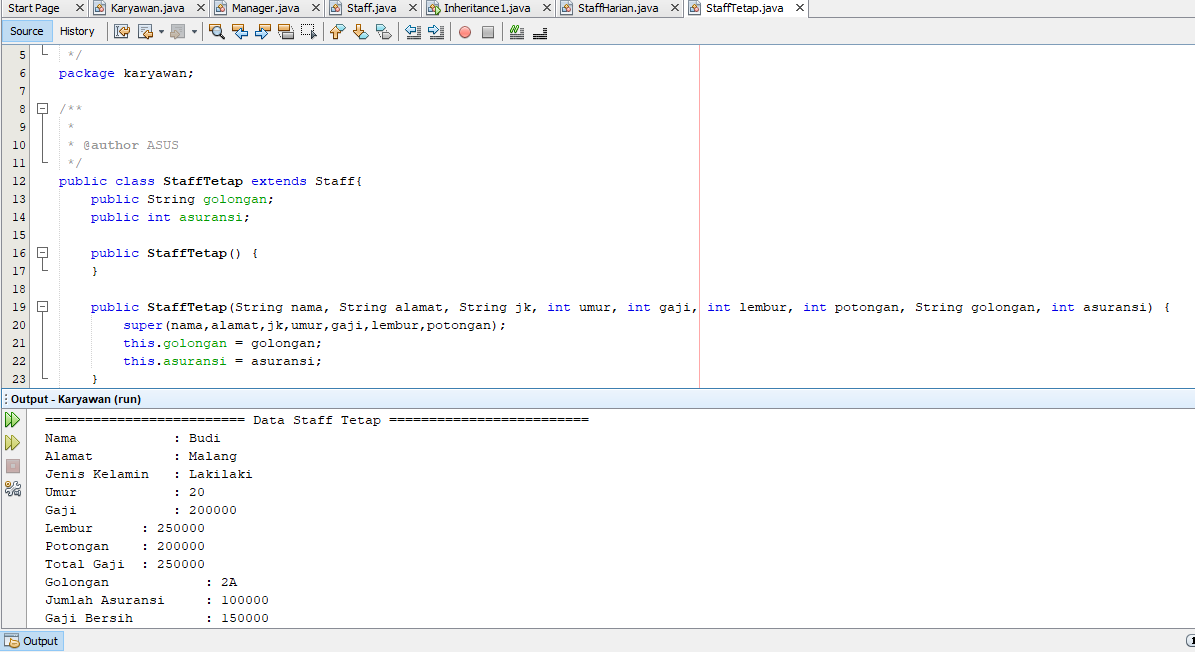 Start Page Karyawan.java Manager.java Staff.java Inheritance1.java StaffHarian.java StaffTetap.java
Source History
5 */
6 package karyawan;
7
8 /**
9 *
10 * @author ASUS
11 */
12 public class StaffTetap extends Staff{
13 public String golongan;
14 public int asuransi;
15
16 public StaffTetap() {
17 }
18
19 public StaffTetap(String nama, String alamat, String jk, int umur, int gaji, int lembur, int potongan, String golongan, int asuransi) {
20 super(nama,alamat,jk,umur,gaji,lembur,potongan);
21 this.golongan = golongan;
22 this.asuransi = asuransi;
23 }
Output - Karyawan (run)
========================= Data Staff Tetap =========================
Nama : Budi
Alamat : Malang
Jenis Kelamin : Lakilaki
Umur : 20
Gaji : 200000
Lembur : 250000
Potongan : 200000
Total Gaji : 250000
Golongan : 2A
Jumlah Asuransi : 100000
Gaji Bersih : 150000
Output